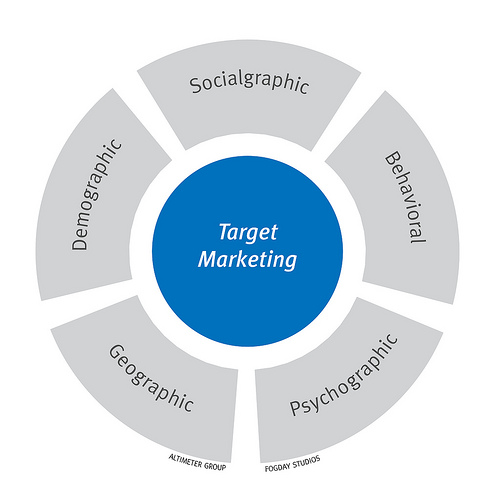 Socialgraphic
Behavioral
Psychographic
Geographic
Demographic
Target
Marketing
ALTIMETER GROUP
FOGDAY STUDIOS